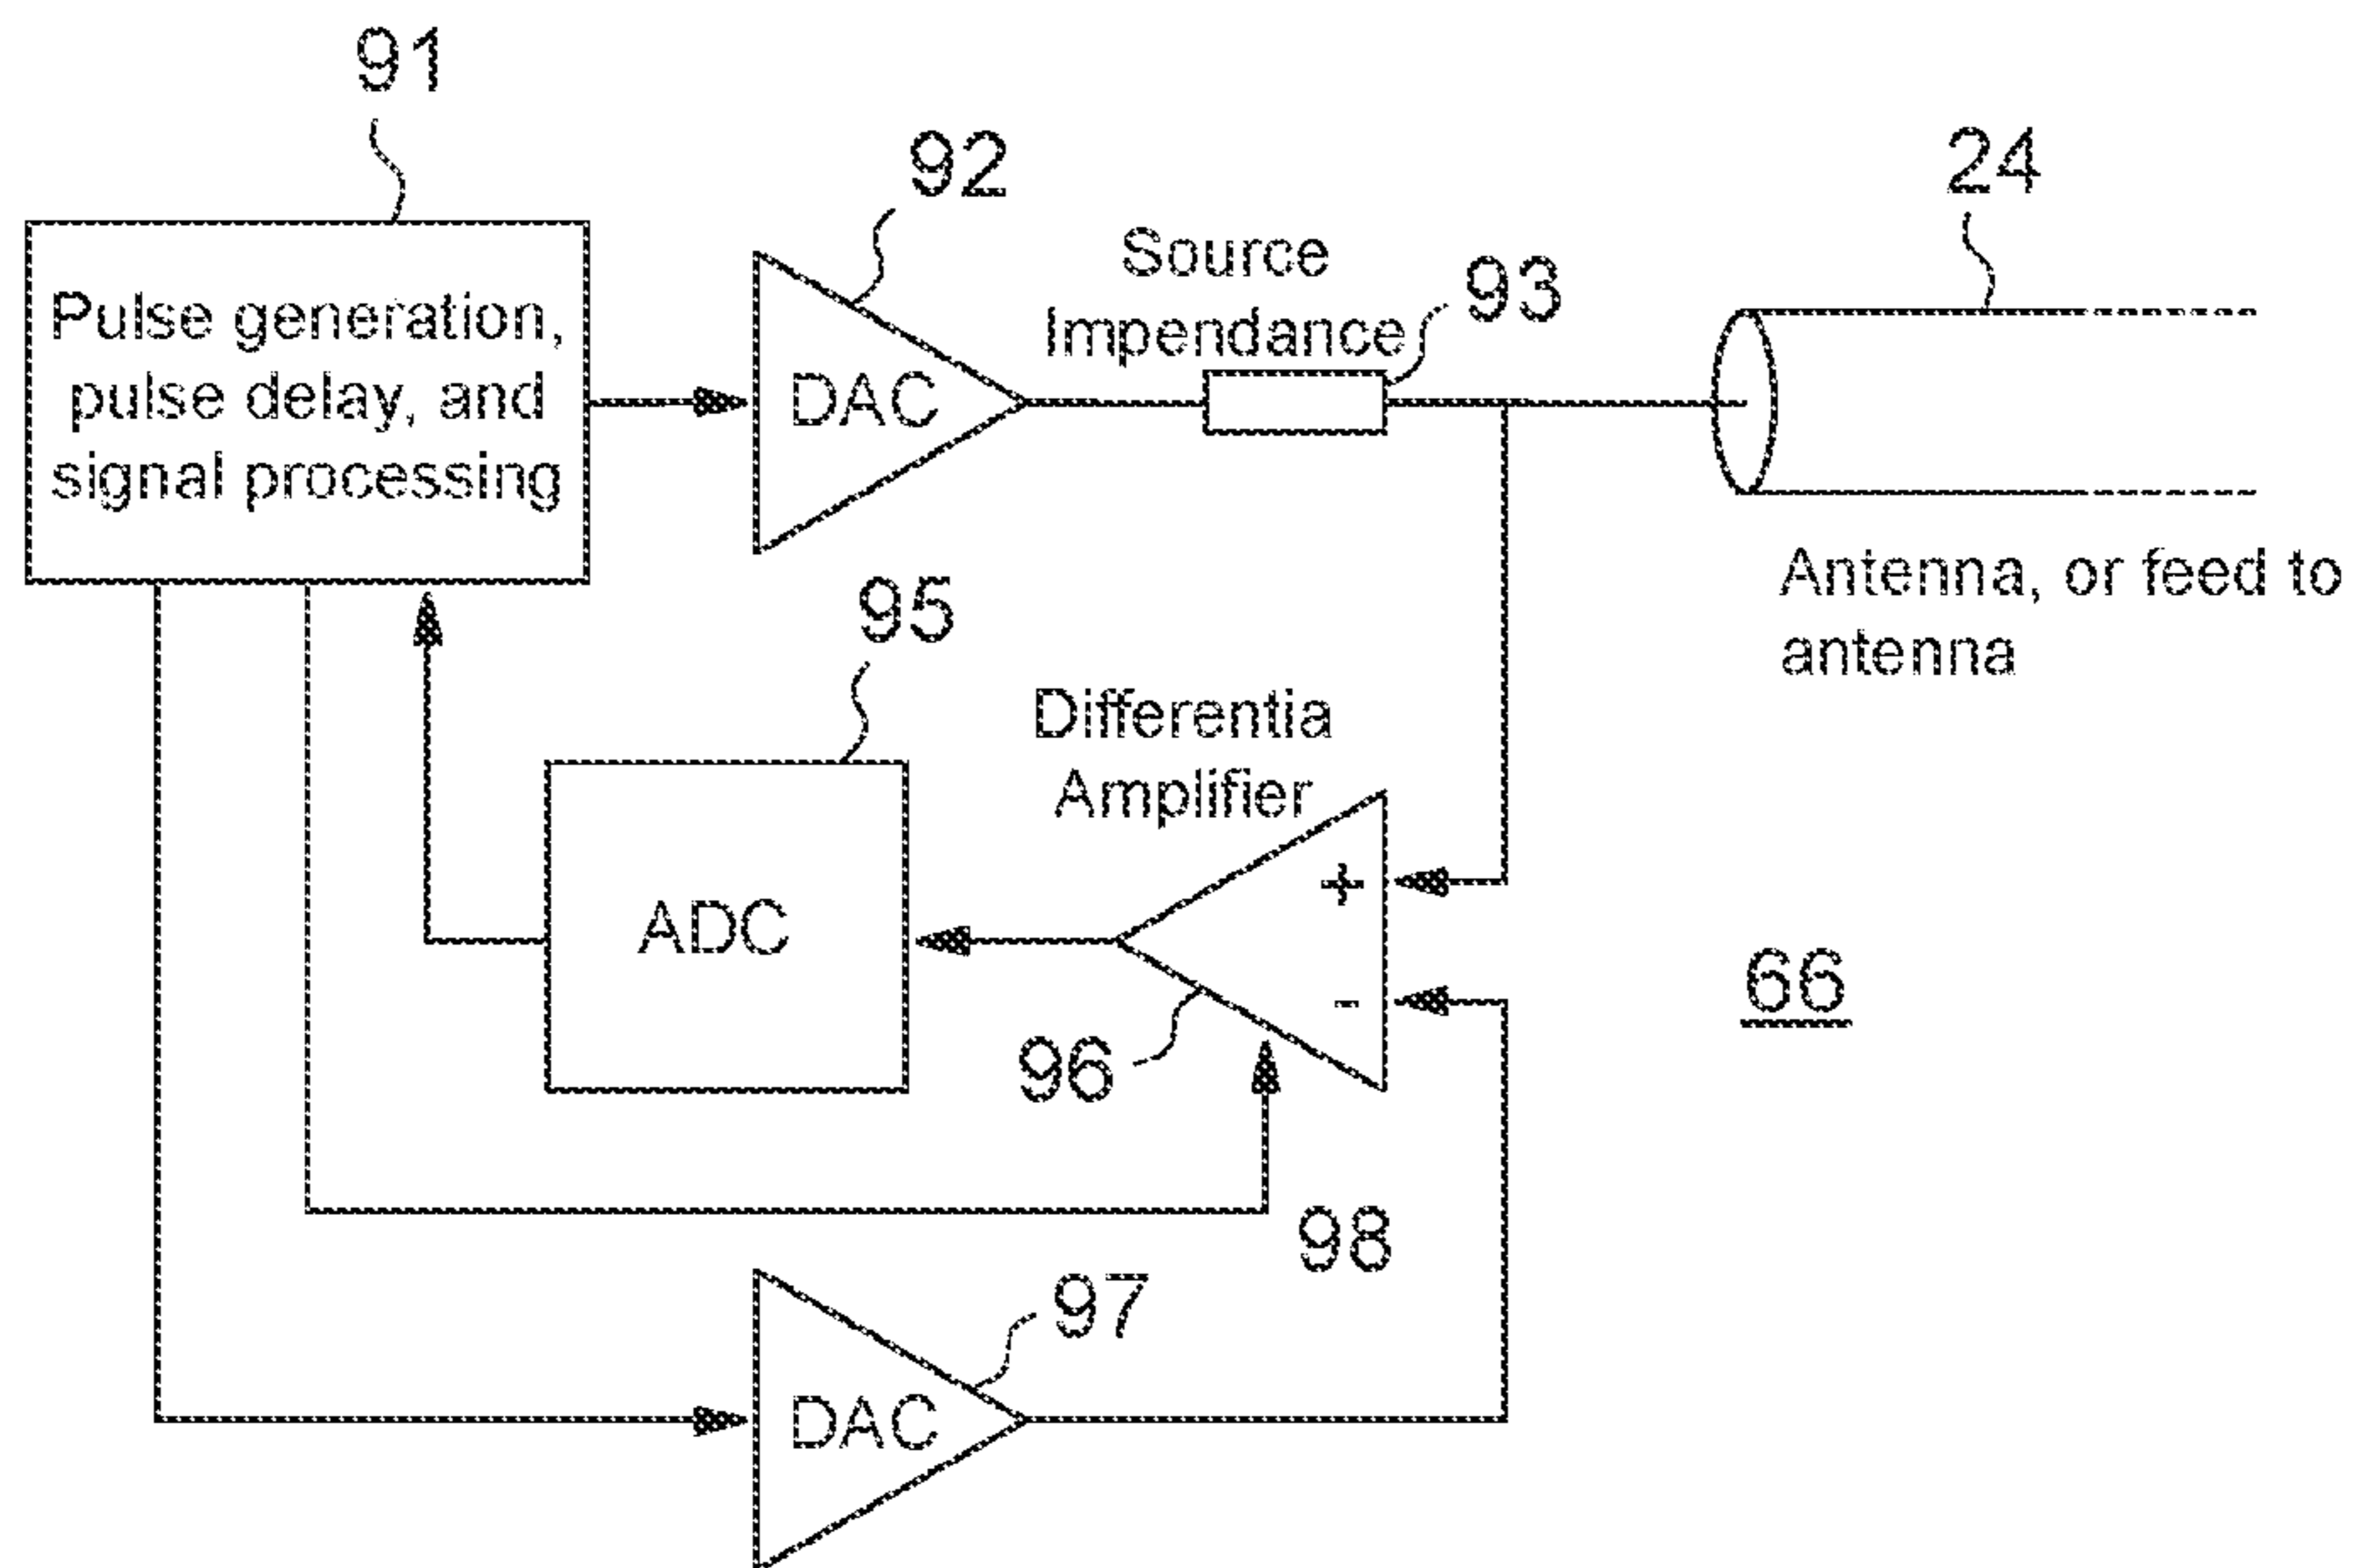 91
92
24
Source
Impendance
93
Pulse generation,
pulse delay, and
signal processing
DAC
Antenna, or feed to
antenna
95
Differentia
Amplifier
+
ADC
-
66
96
98
97
DAC